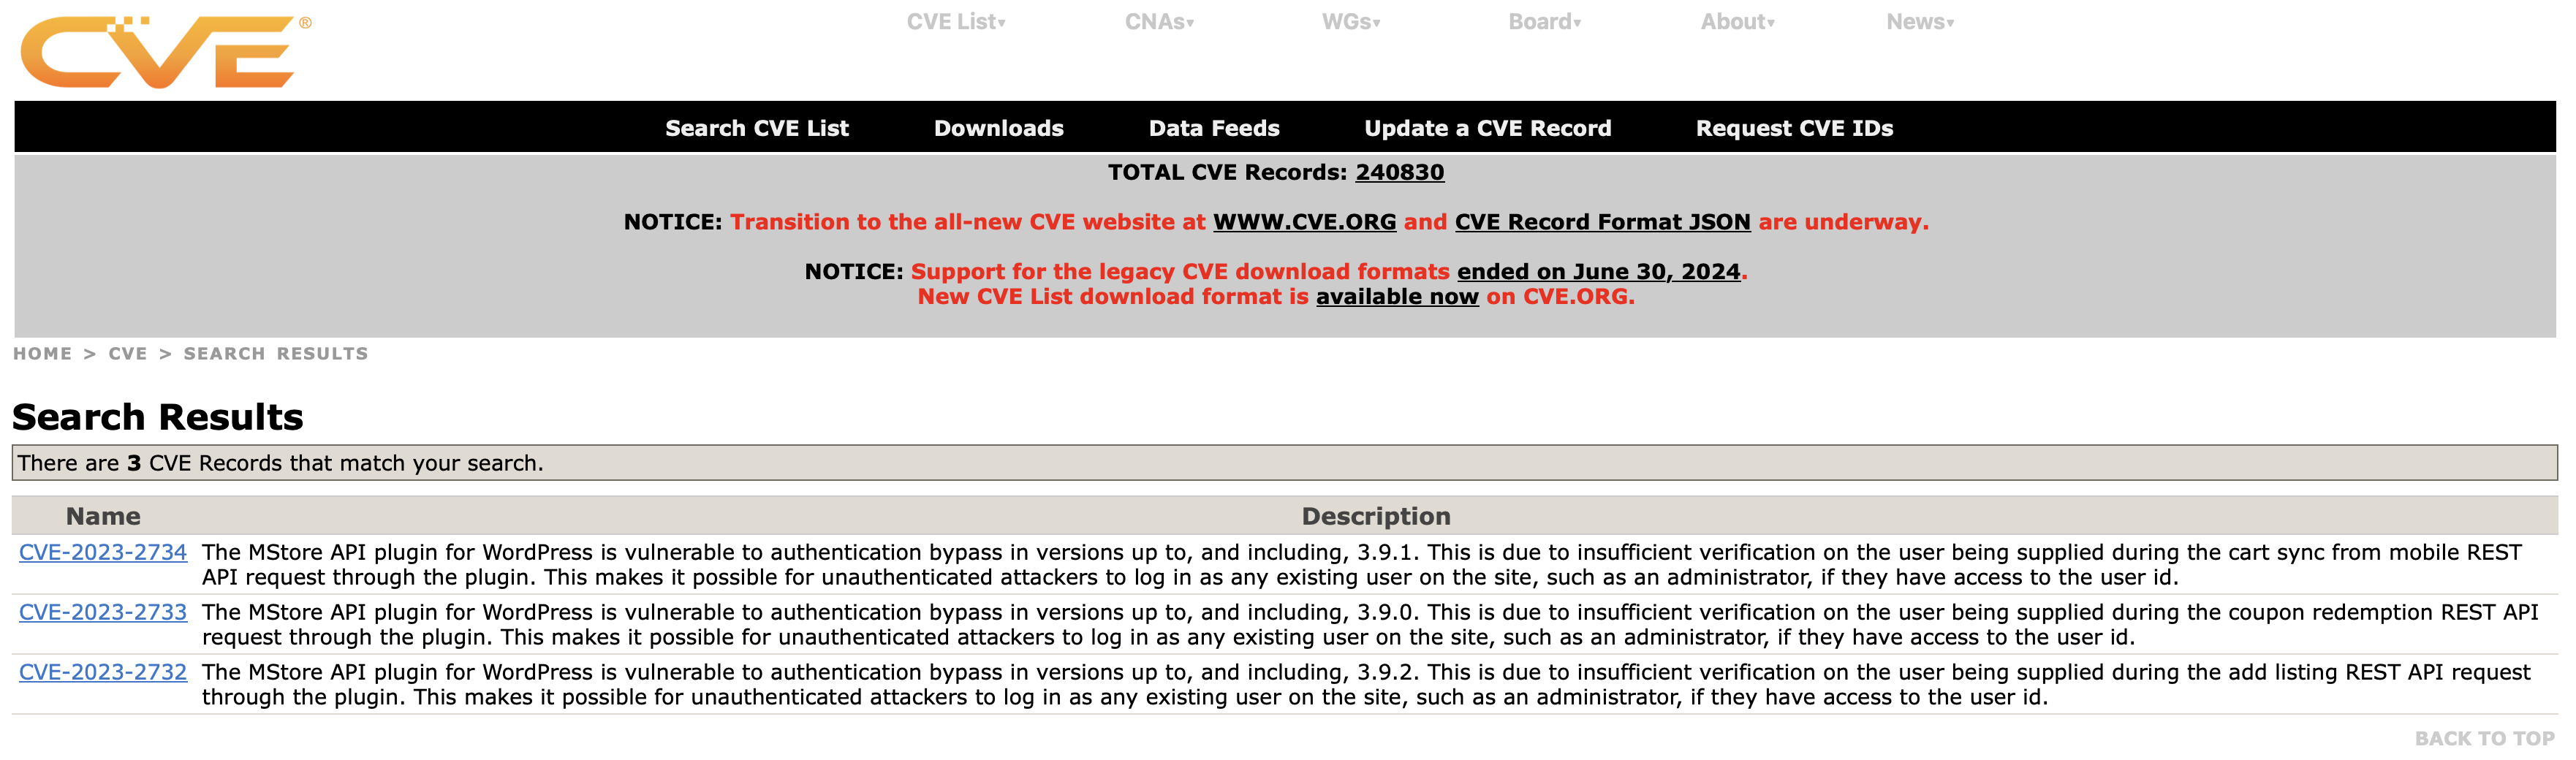 CVE®
CVE List▾ CNAs▾ WGs▾ Board▾ About▾ News▾
Search CVE List Downloads Data Feeds Update a CVE Record Request CVE IDs
TOTAL CVE Records: 240830
NOTICE: Transition to the all-new CVE website at WWW.CVE.ORG and CVE Record Format JSON are underway.
NOTICE: Support for the legacy CVE download formats ended on June 30, 2024.
New CVE List download format is available now on CVE.ORG.
HOME > CVE > SEARCH RESULTS
Search Results
There are 3 CVE Records that match your search.
Name Description
CVE-2023-2734 The MStore API plugin for WordPress is vulnerable to authentication bypass in versions up to, and including, 3.9.1. This is due to insufficient verification on the user being supplied during the cart sync from mobile REST
API request through the plugin. This makes it possible for unauthenticated attackers to log in as any existing user on the site, such as an administrator, if they have access to the user id.
CVE-2023-2733 The MStore API plugin for WordPress is vulnerable to authentication bypass in versions up to, and including, 3.9.0. This is due to insufficient verification on the user being supplied during the coupon redemption REST API
request through the plugin. This makes it possible for unauthenticated attackers to log in as any existing user on the site, such as an administrator, if they have access to the user id.
CVE-2023-2732 The MStore API plugin for WordPress is vulnerable to authentication bypass in versions up to, and including, 3.9.2. This is due to insufficient verification on the user being supplied during the add listing REST API request
through the plugin. This makes it possible for unauthenticated attackers to log in as any existing user on the site, such as an administrator, if they have access to the user id.
BACK TO TOP